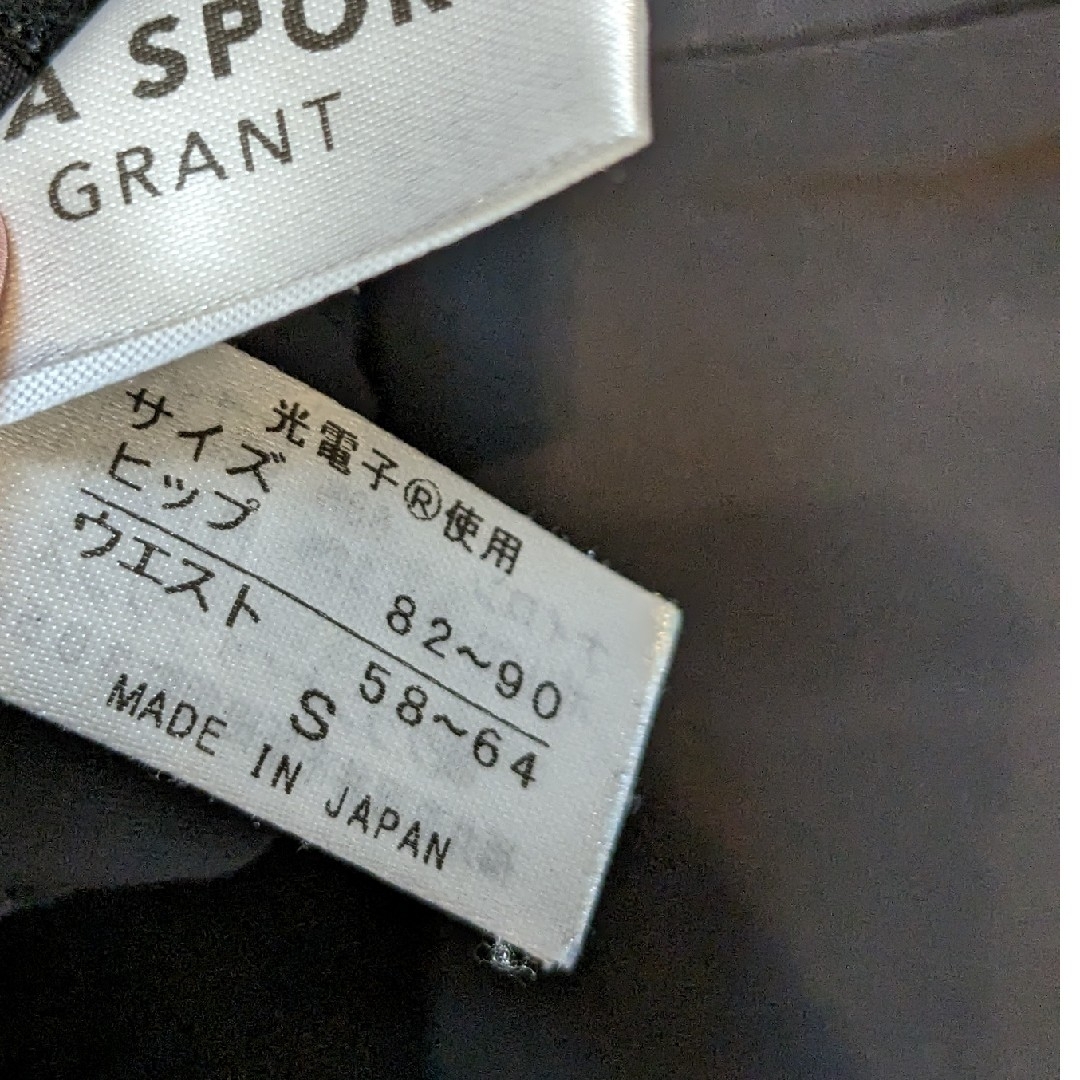 A SPOR
GRANT
光電子®使用
サイズ
ヒップ 82~90
ウエスト 58~64
S
MADE IN JAPAN